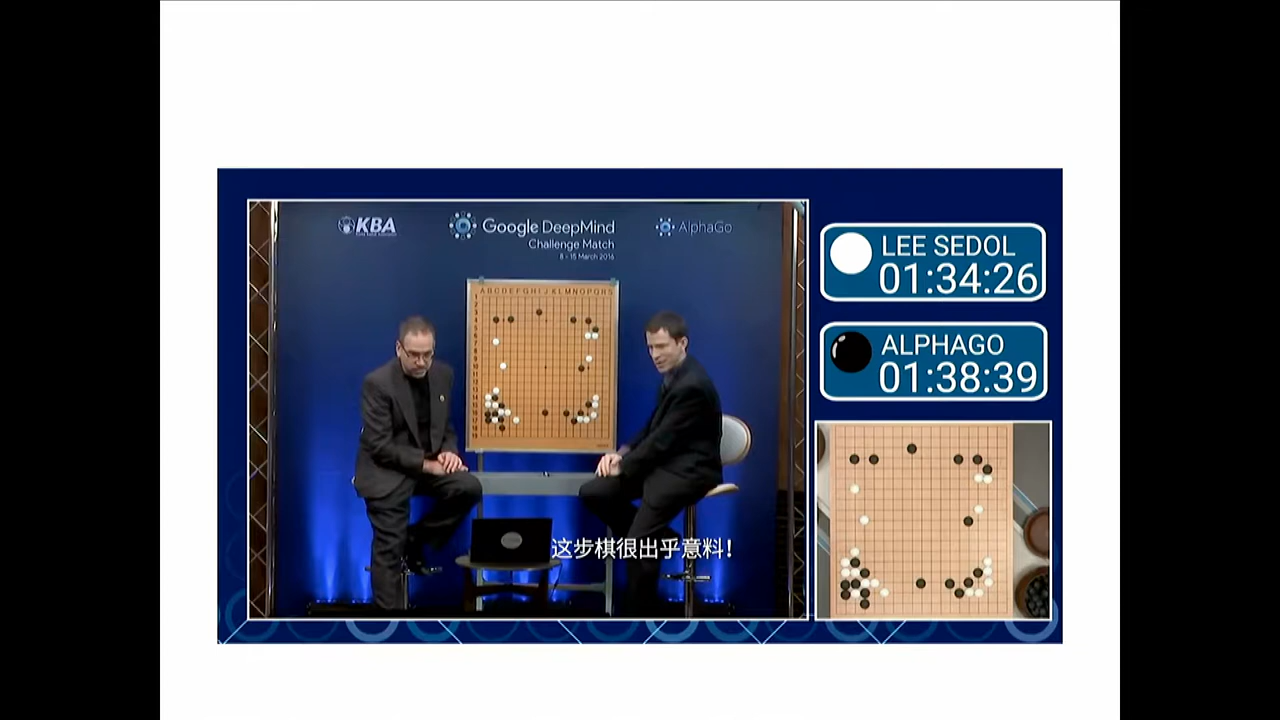 KBA
Google DeepMind
Challenge Match
8 - 15 March 2016
AlphaGo
A B C D E F G H J K L M N O P Q R S
这步棋很出乎意料！
LEE SEDOL
01:34:26
ALPHAGO
01:38:39